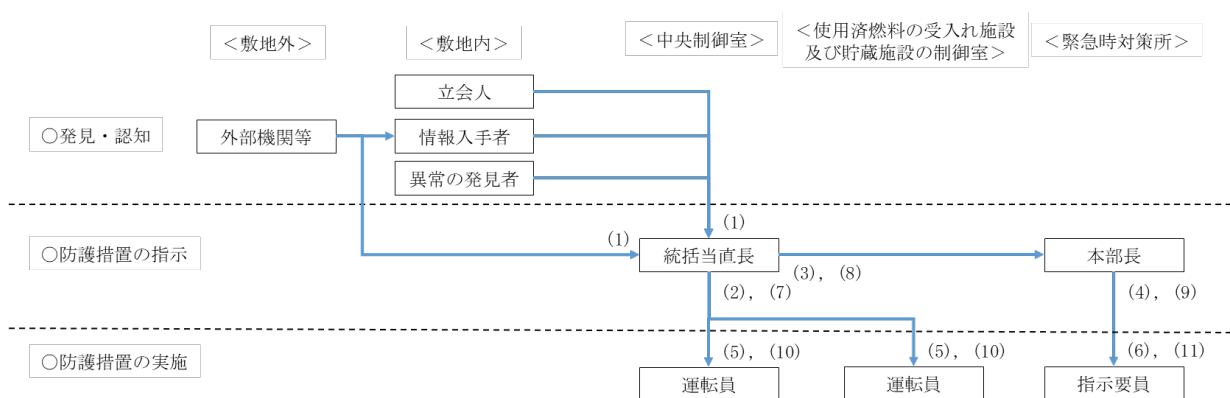 ＜敷地外＞
＜敷地内＞
＜中央制御室＞
＜使用済燃料の受入れ施設
及び貯蔵施設の制御室＞
＜緊急時対策所＞
○発見・認知
外部機関等
立会人
情報入手者
異常の発見者
○防護措置の指示
(1)
(1)
統括当直長
(3), (8)
本部長
(2), (7)
(4), (9)
○防護措置の実施
(5), (10)
(5), (10)
(6), (11)
運転員
運転員
指示要員